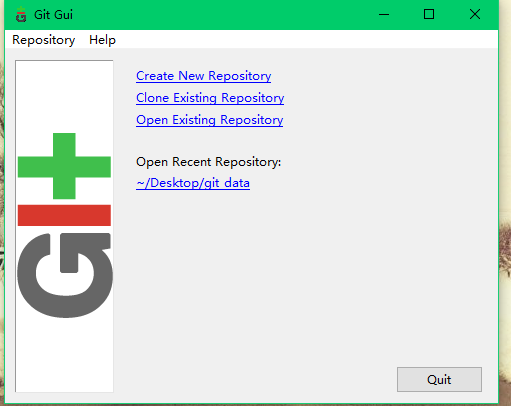 Git Gui
Repository Help
Create New Repository
Clone Existing Repository
Open Existing Repository
Open Recent Repository:
~/Desktop/git_data
GIt
Quit